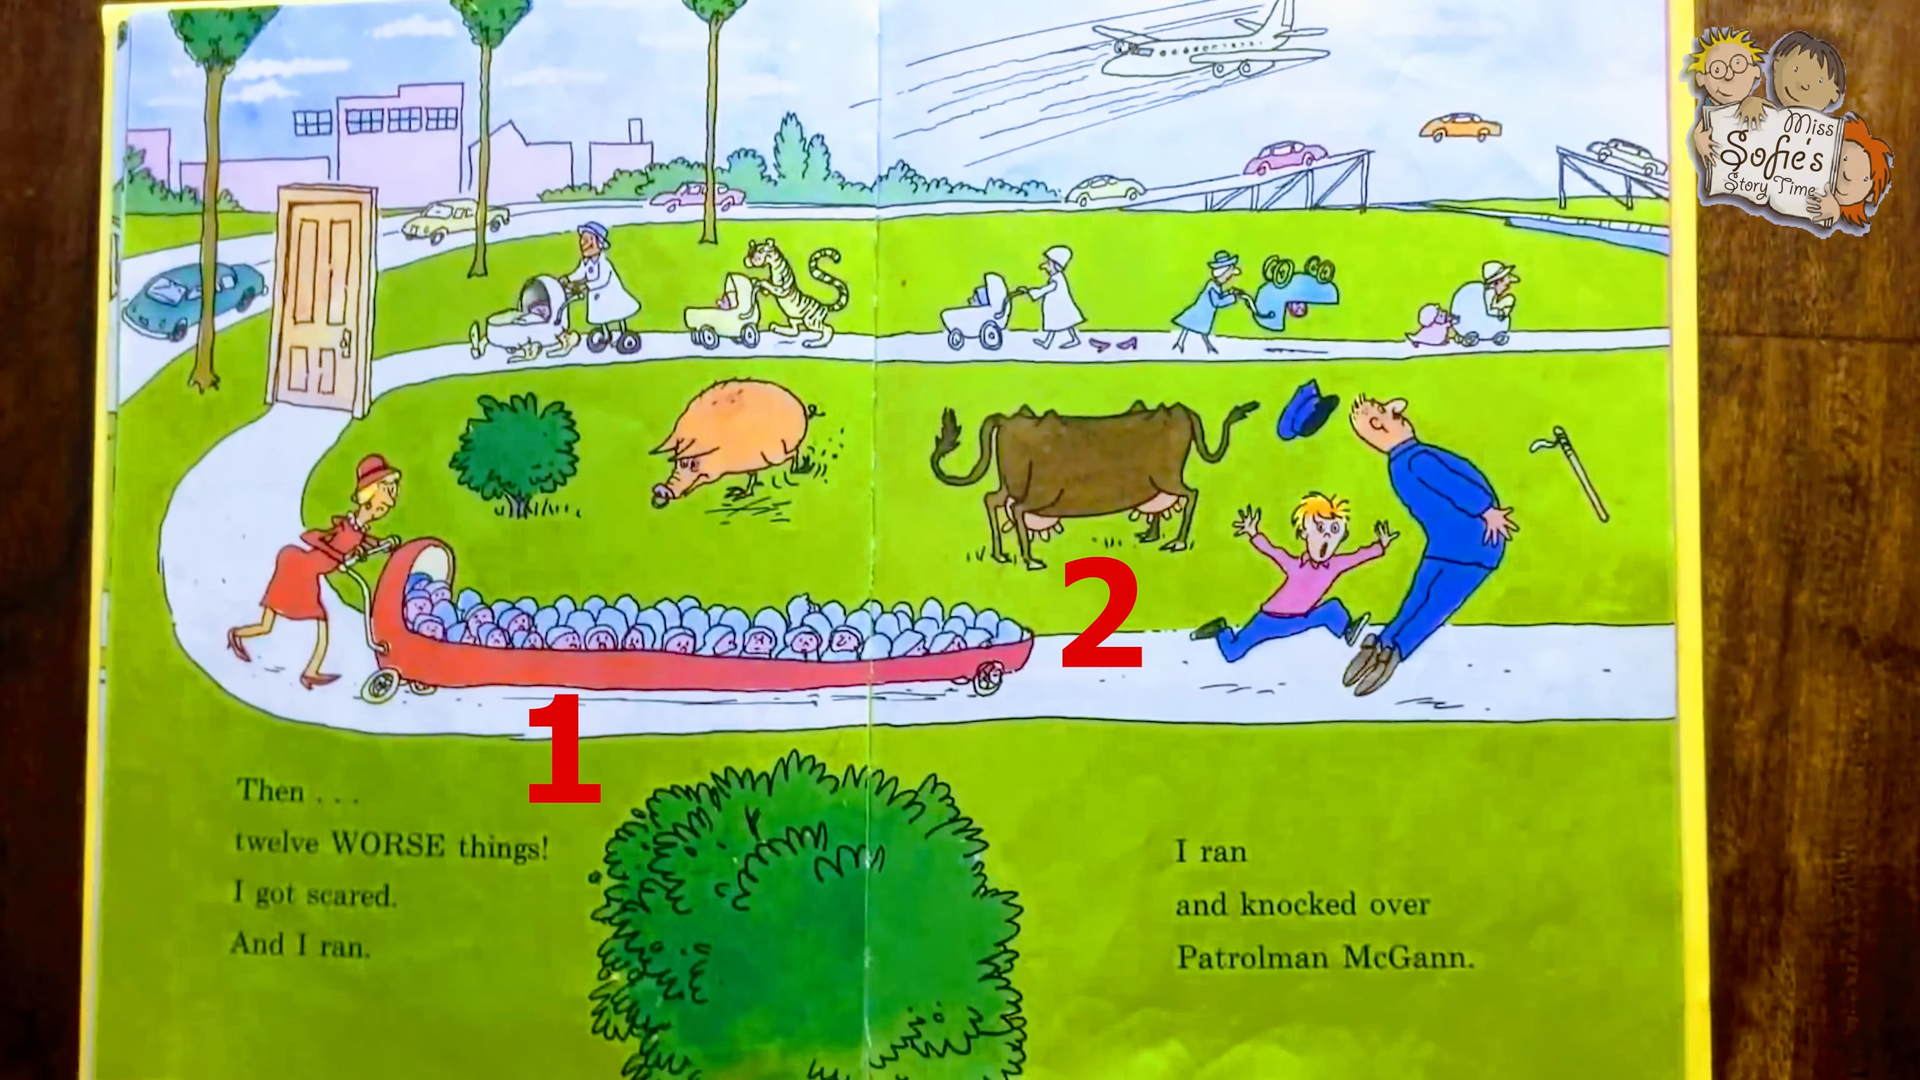 Miss
Sofie's
Story Time
1
2
Then . . .
twelve WORSE things!
I got scared.
And I ran.
I ran
and knocked over
Patrolman McGann.